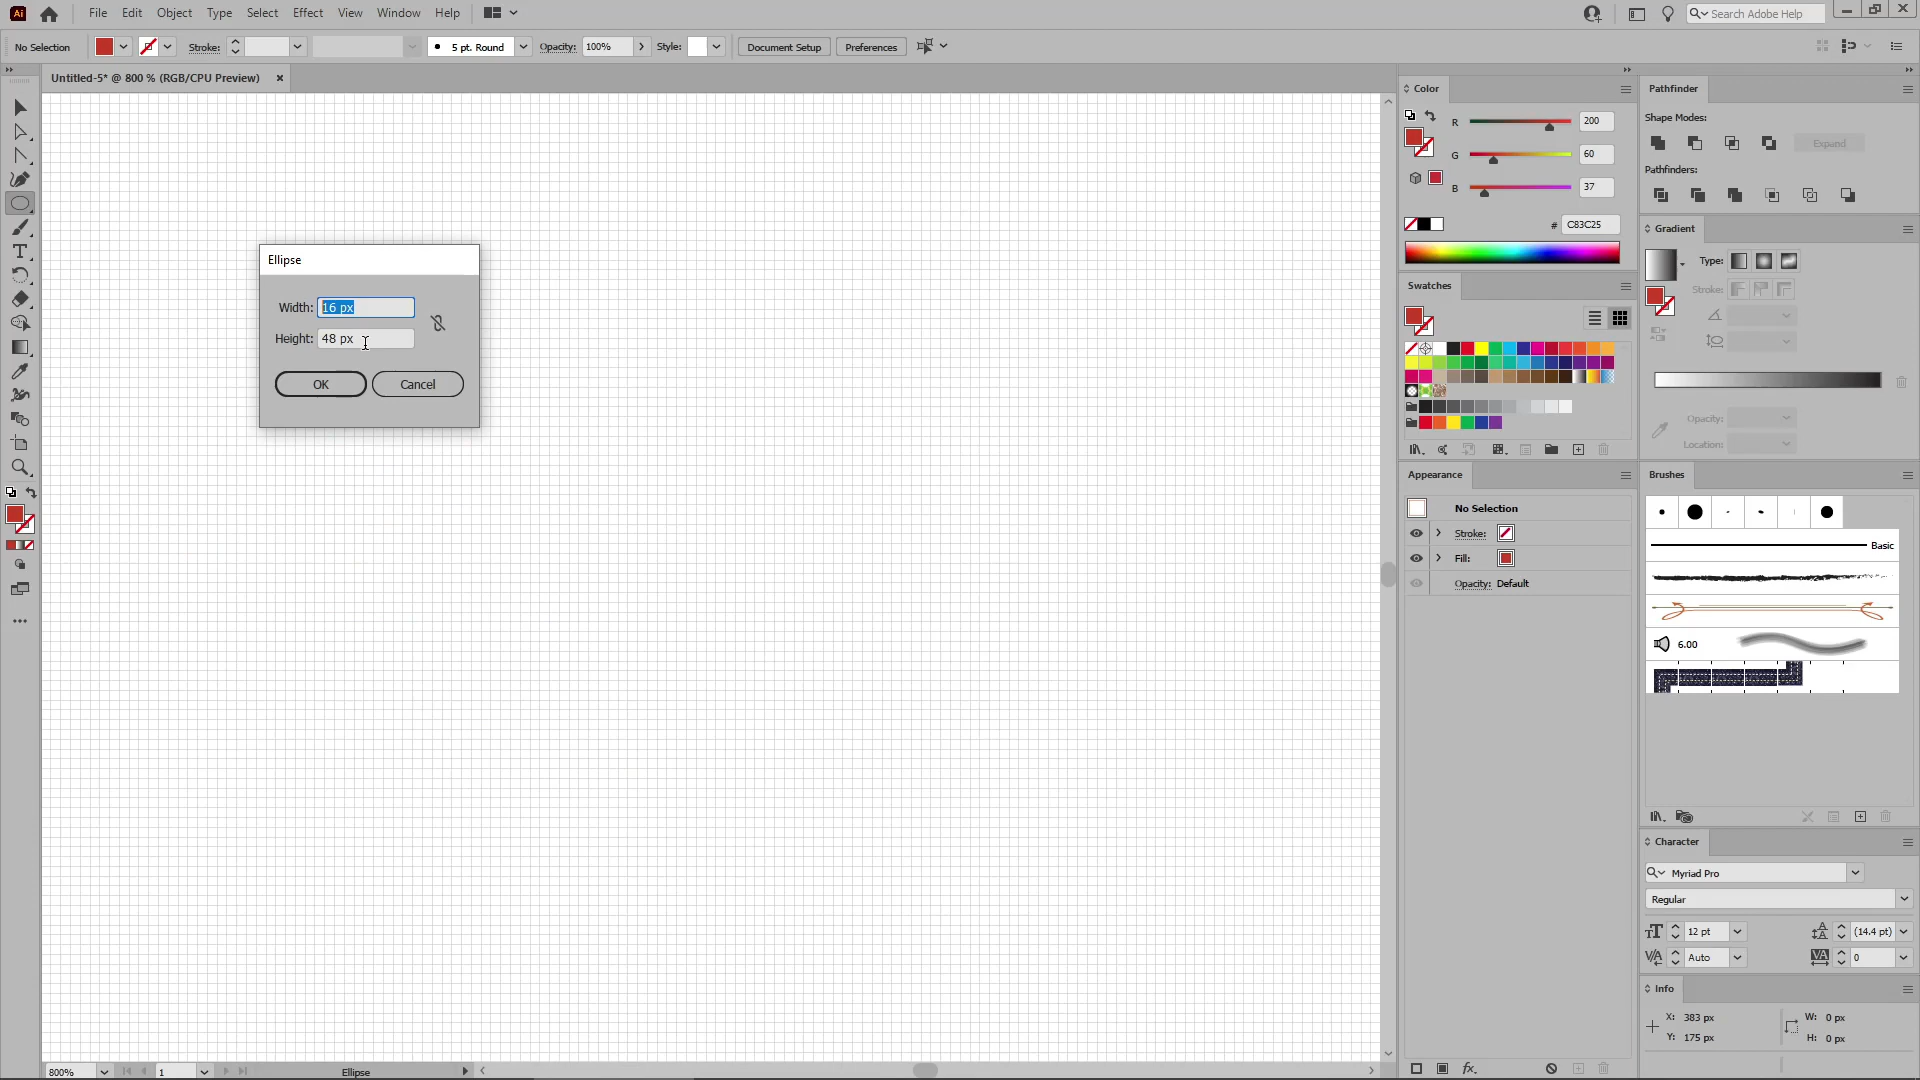 Ai
File Edit Object Type Select Effect View Window Help
Search Adobe Help
No Selection
Stroke:
5 pt. Round
Opacity: 100%
Style:
Document Setup
Preferences
Untitled-5* @ 800 % (RGB/CPU Preview)
Ellipse
Width: 16 px
Height: 48 px
OK
Cancel
Color
R 200
G 60
B 37
# C83C25
Swatches
Appearance
No Selection
Stroke:
Fill:
Opacity: Default
fx.
Pathfinder
Shape Modes:
Expand
Pathfinders:
Gradient
Type:
Stroke:
Opacity:
Location:
Brushes
Basic
6.00
Character
Myriad Pro
Regular
12 pt
(14.4 pt)
Auto
0
Info
X: 383 px
Y: 175 px
W: 0 px
H: 0 px
800%
1
Ellipse